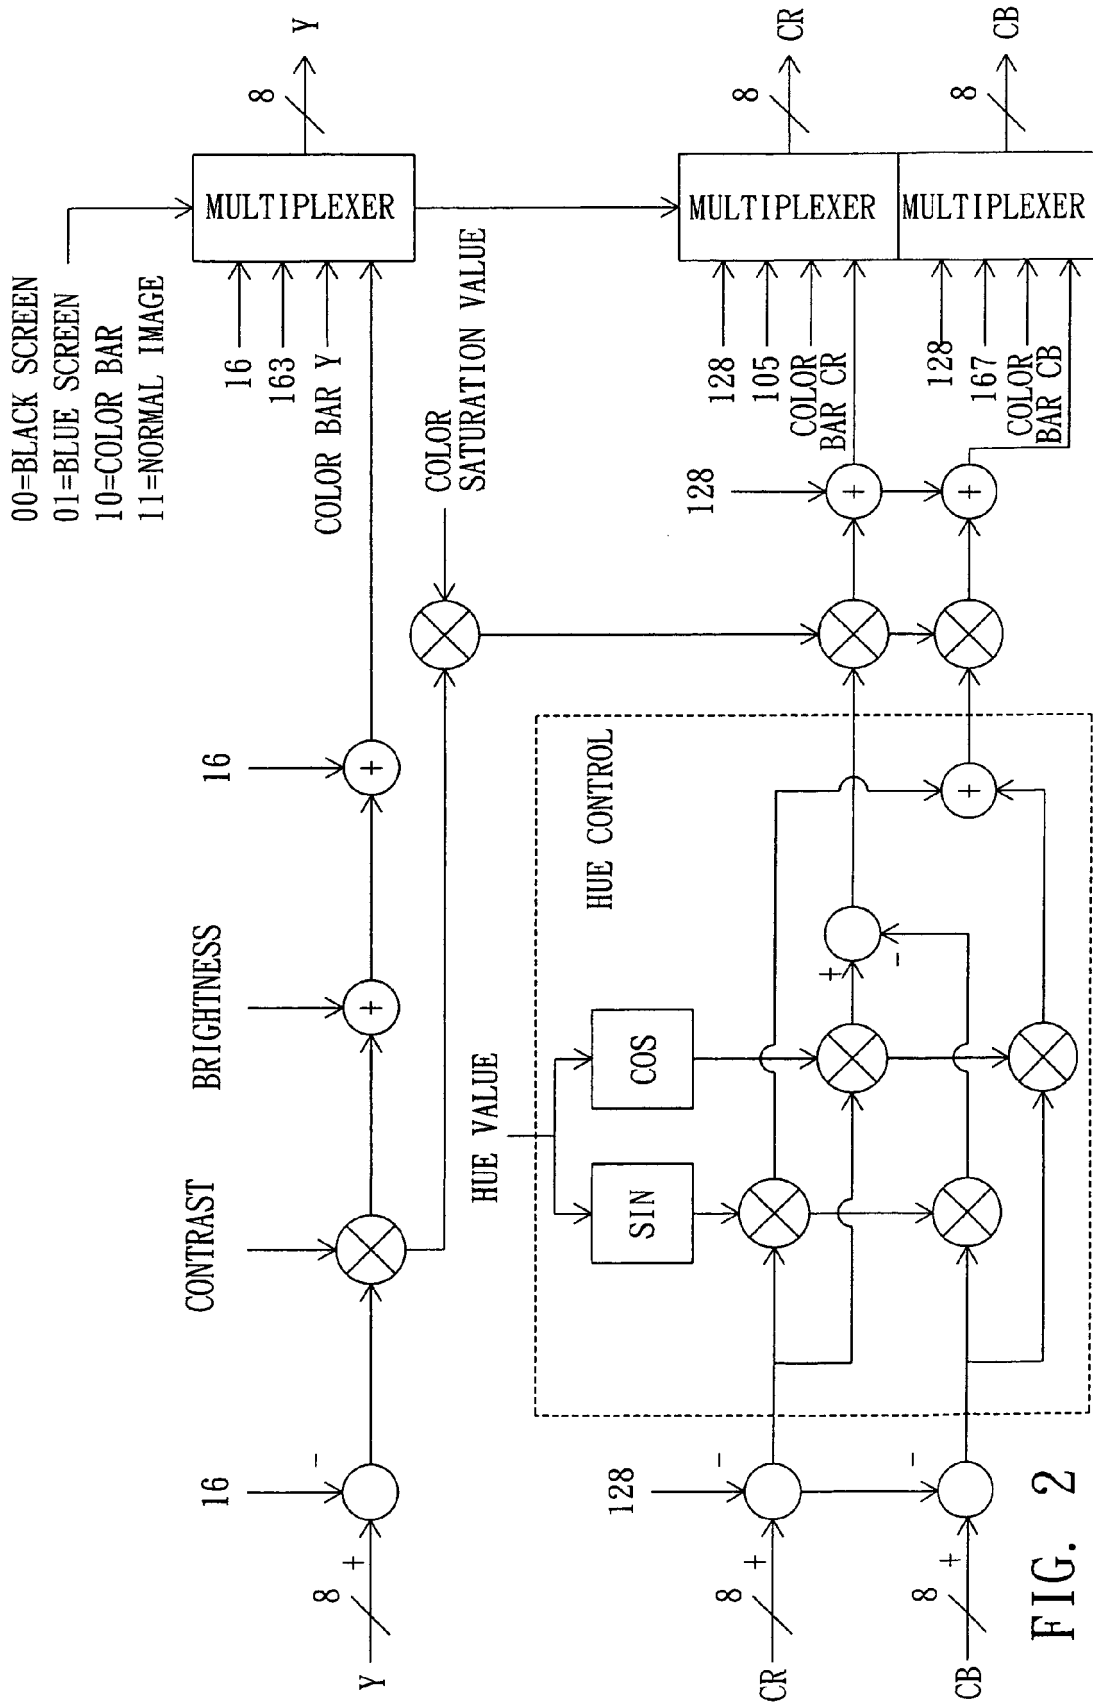 00=BLACK SCREEN
01=BLUE SCREEN
10=COLOR BAR
11=NORMAL IMAGE
Y
8
+
16
-
CONTRAST
BRIGHTNESS
+
16
+
16
163
COLOR BAR Y
MULTIPLEXER
8
Y
COLOR
SATURATION VALUE
HUE VALUE
HUE CONTROL
SIN
COS
CR
8
+
128
-
+
-
128
+
128
105
COLOR
BAR CR
MULTIPLEXER
8
CR
CB
8
+
-
+
+
128
167
COLOR
BAR CB
MULTIPLEXER
8
CB
FIG. 2